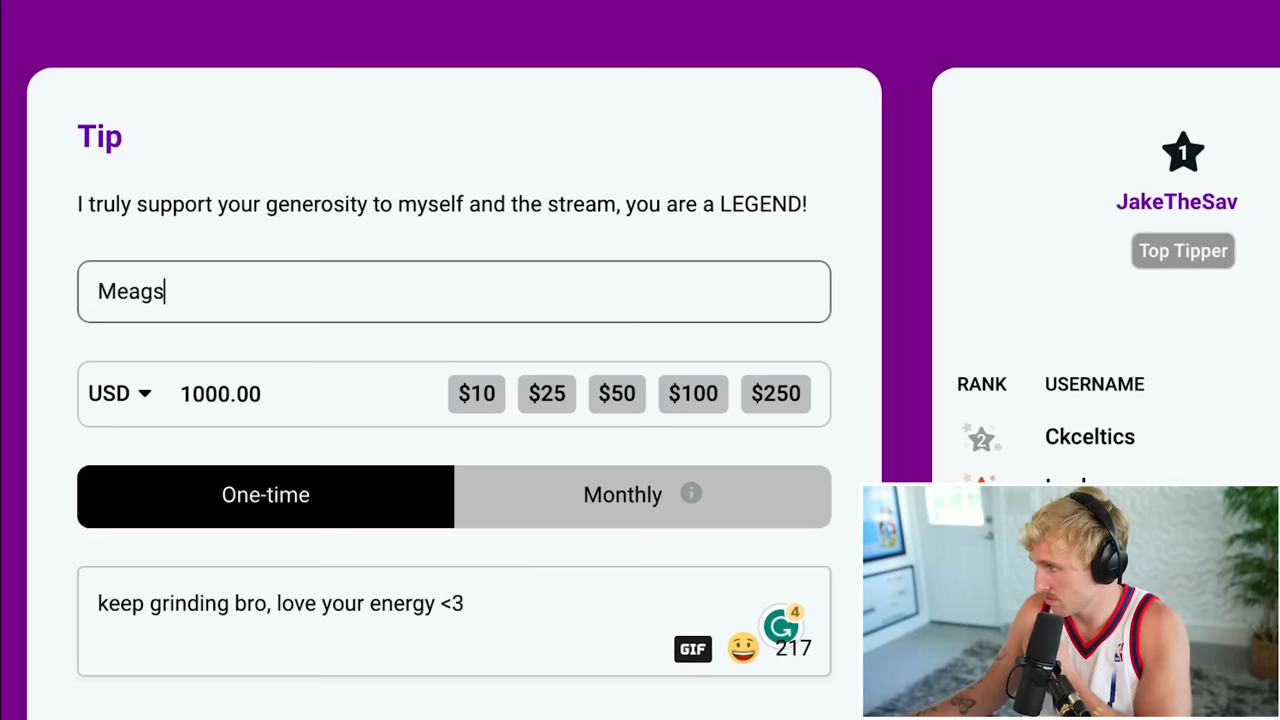 Tip
I truly support your generosity to myself and the stream, you are a LEGEND!
Meags
USD 1000.00 $10 $25 $50 $100 $250
One-time Monthly
keep grinding bro, love your energy <3
4
GIF 217
1
JakeTheSav
Top Tipper
RANK USERNAME
2 Ckceltics